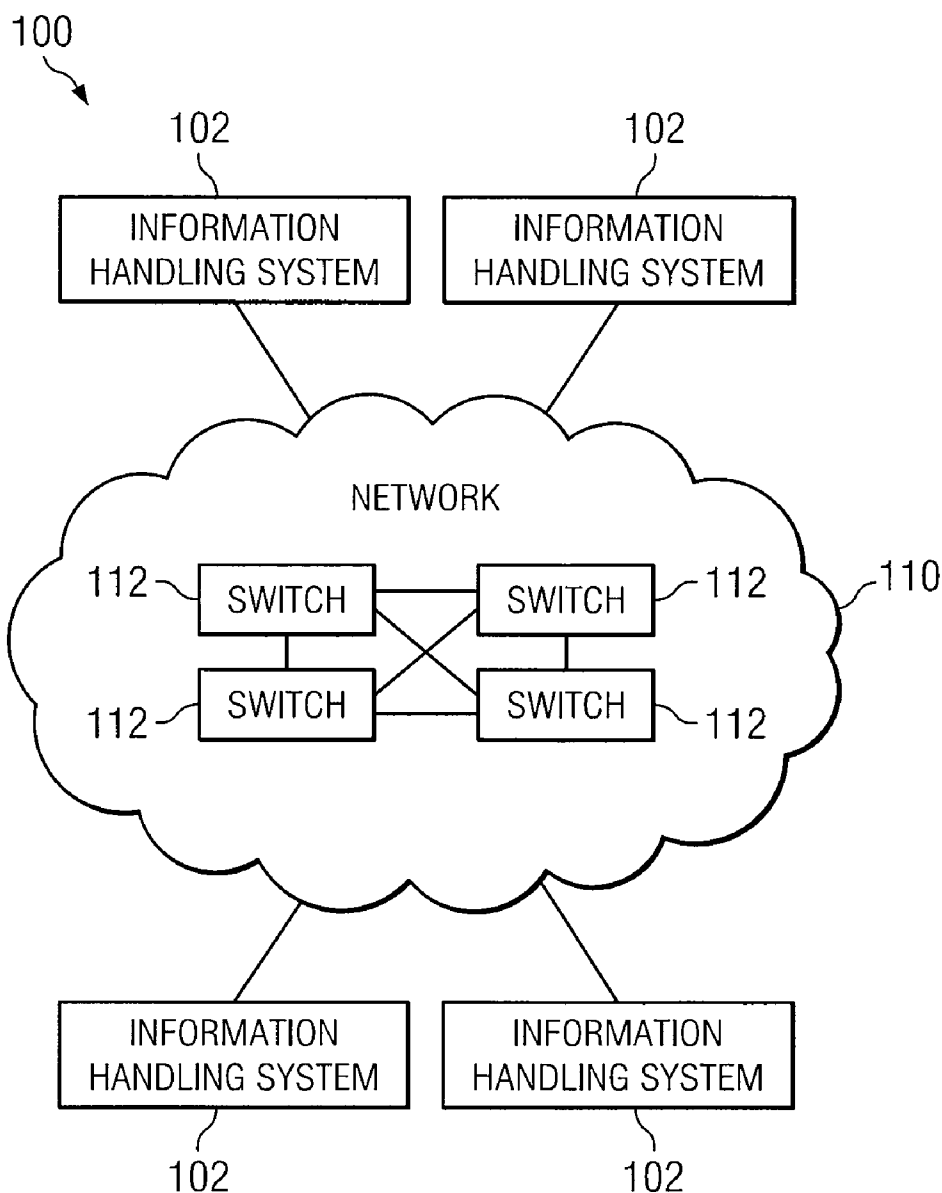 100
102 102
INFORMATION HANDLING SYSTEM
INFORMATION HANDLING SYSTEM
NETWORK
112 SWITCH SWITCH 112 110
112 SWITCH SWITCH 112
INFORMATION HANDLING SYSTEM
INFORMATION HANDLING SYSTEM
102 102